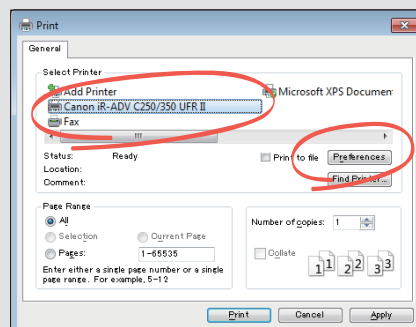 Print
General
Select Printer
Add Printer
Microsoft XPS Documen
Canon iR-ADV C250/350 UFR II
Fax
Status: Ready
Print to file
Preferences
Location:
Comment:
Find Printer...
Page Range
All
Selection
Current Page
Pages: 1-65535
Enter either a single page number or a single
page range. For example, 5-12
Number of copies: 1
Collate
1 1 2 2 3 3
Print
Cancel
Apply